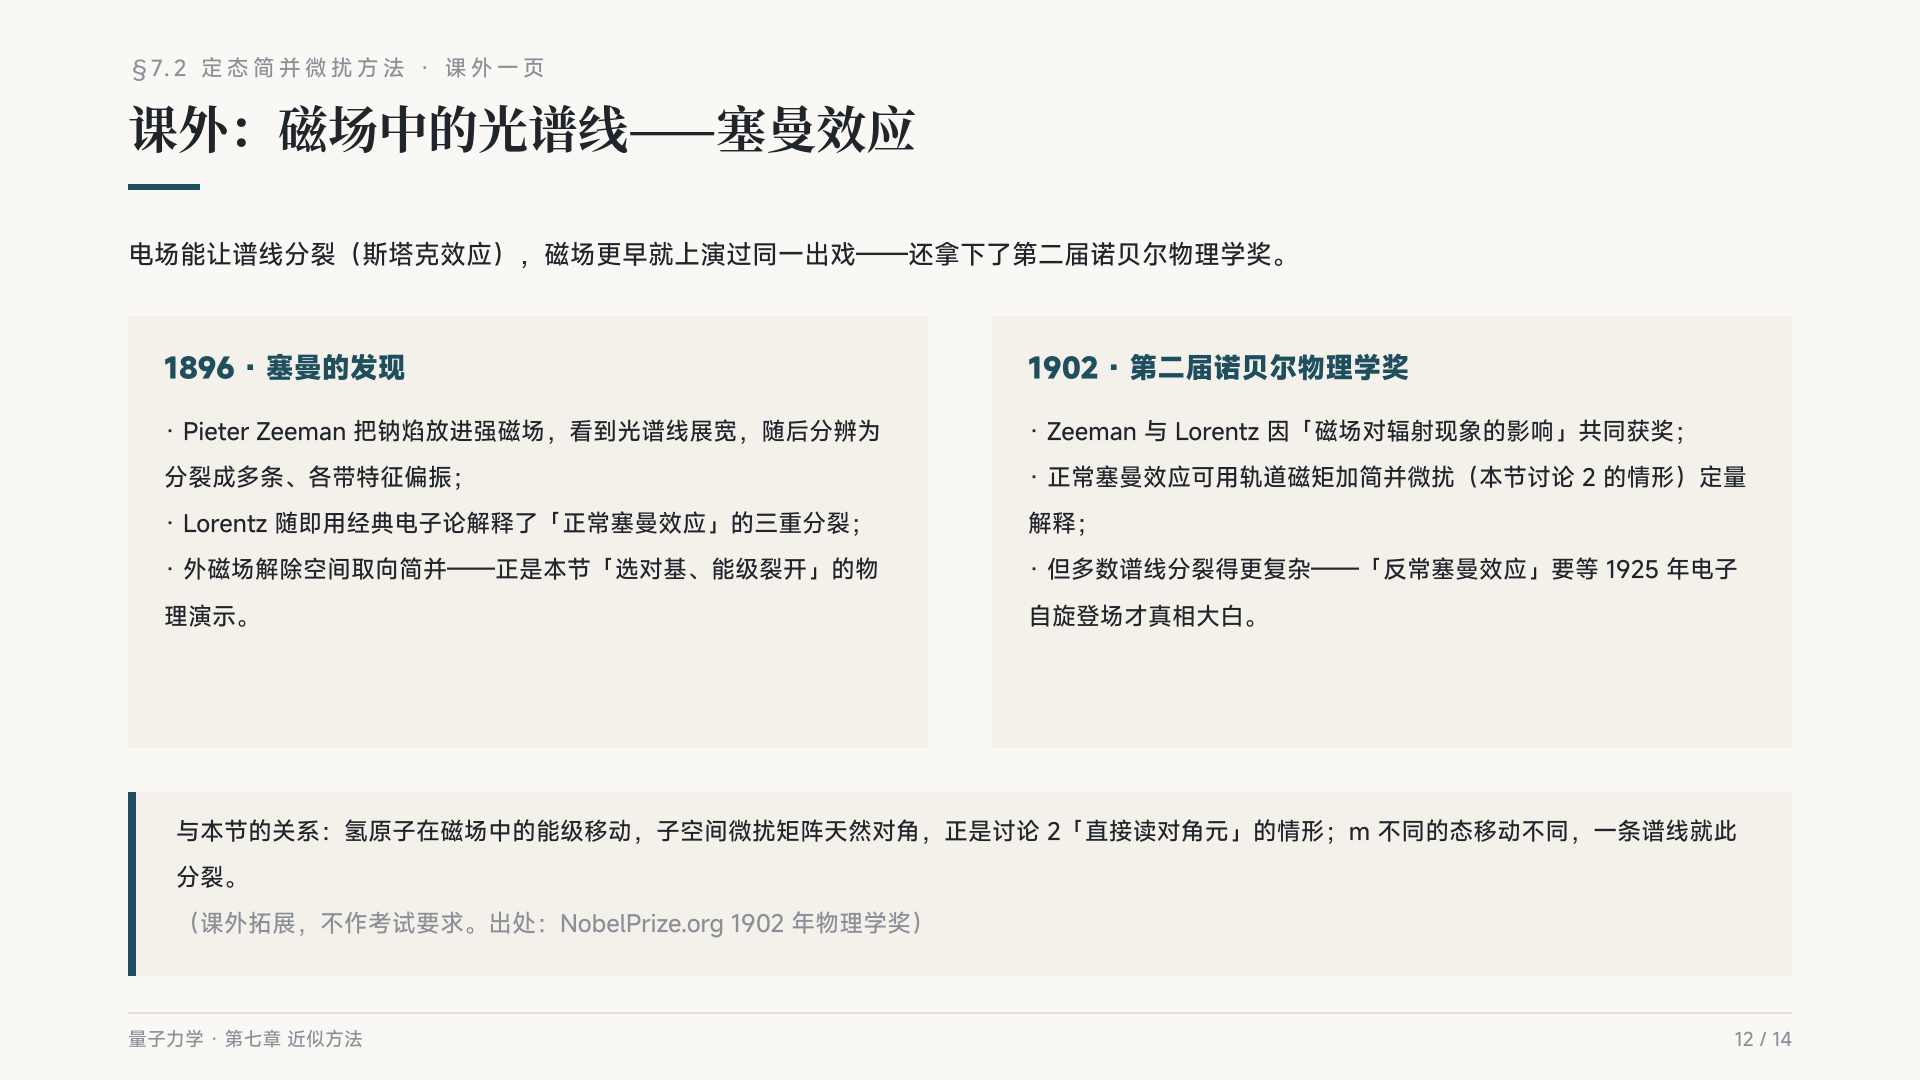 §7.2 定态简并微扰方法 · 课外一页
课外：磁场中的光谱线——塞曼效应
电场能让谱线分裂（斯塔克效应），磁场更早就上演过同一出戏——还拿下了第二届诺贝尔物理学奖。
1896 · 塞曼的发现
· Pieter Zeeman 把钠焰放进强磁场，看到光谱线展宽，随后分辨为
分裂成多条、各带特征偏振；
· Lorentz 随即用经典电子论解释了「正常塞曼效应」的三重分裂；
· 外磁场解除空间取向简并——正是本节「选对基、能级裂开」的物
理演示。
1902 · 第二届诺贝尔物理学奖
· Zeeman 与 Lorentz 因「磁场对辐射现象的影响」共同获奖；
· 正常塞曼效应可用轨道磁矩加简并微扰（本节讨论 2 的情形）定量
解释；
· 但多数谱线分裂得更复杂——「反常塞曼效应」要等 1925 年电子
自旋登场才真相大白。
与本节的关系：氢原子在磁场中的能级移动，子空间微扰矩阵天然对角，正是讨论 2「直接读对角元」的情形；m 不同的态移动不同，一条谱线就此
分裂。
（课外拓展，不作考试要求。出处：NobelPrize.org 1902 年物理学奖）
量子力学 · 第七章 近似方法
12 / 14